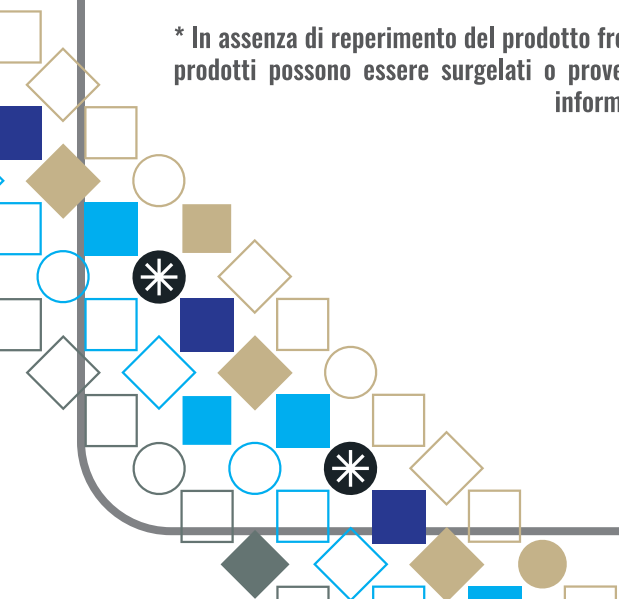 * In assenza di reperimento del prodotto
prodotti possono essere surgelati o